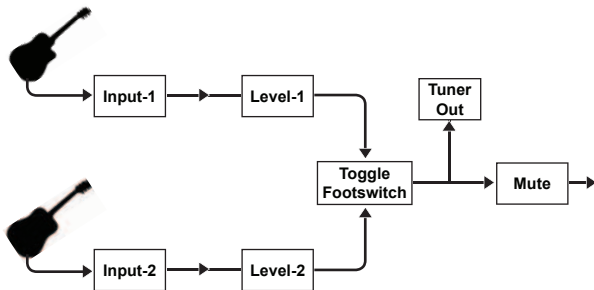 Input-1
Level-1
Tuner
Out
Toggle
Footswitch
Mute
Input-2
Level-2